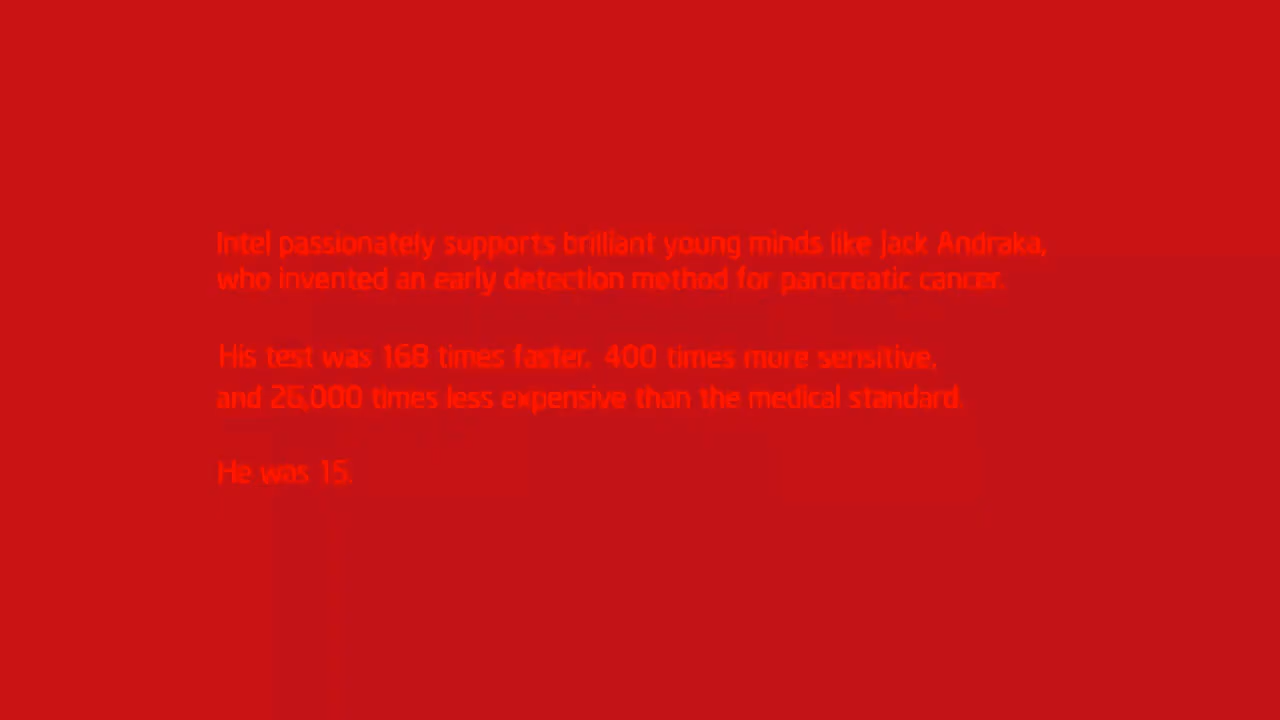 Intel passionately supports brilliant young minds like Jack Andraka,
who invented an early detection method for pancreatic cancer.
His test was 168 times faster, 400 times more sensitive,
and 26,000 times less expensive than the medical standard.
He was 15.